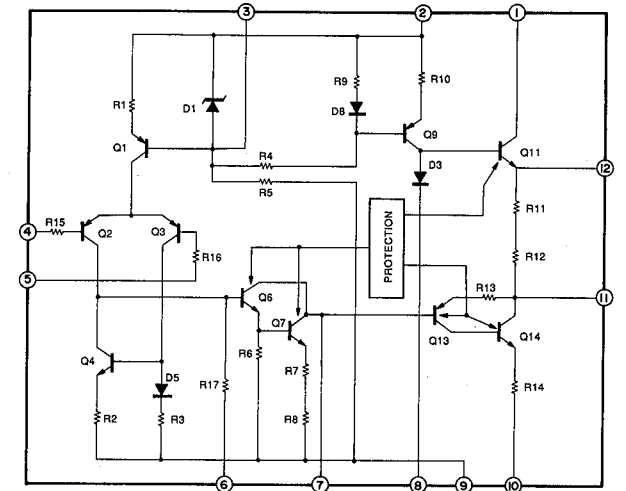 3
2
1
R1
D1
R9
R10
D8
Q1
Q9
Q11
R4
D3
12
R5
R15
4
Q2
Q3
R11
R16
PROTECTION
5
R12
R13
11
Q6
Q7
Q13
Q14
Q4
R6
R7
D5
R17
R14
R2
R3
R8
6
7
8
9
10